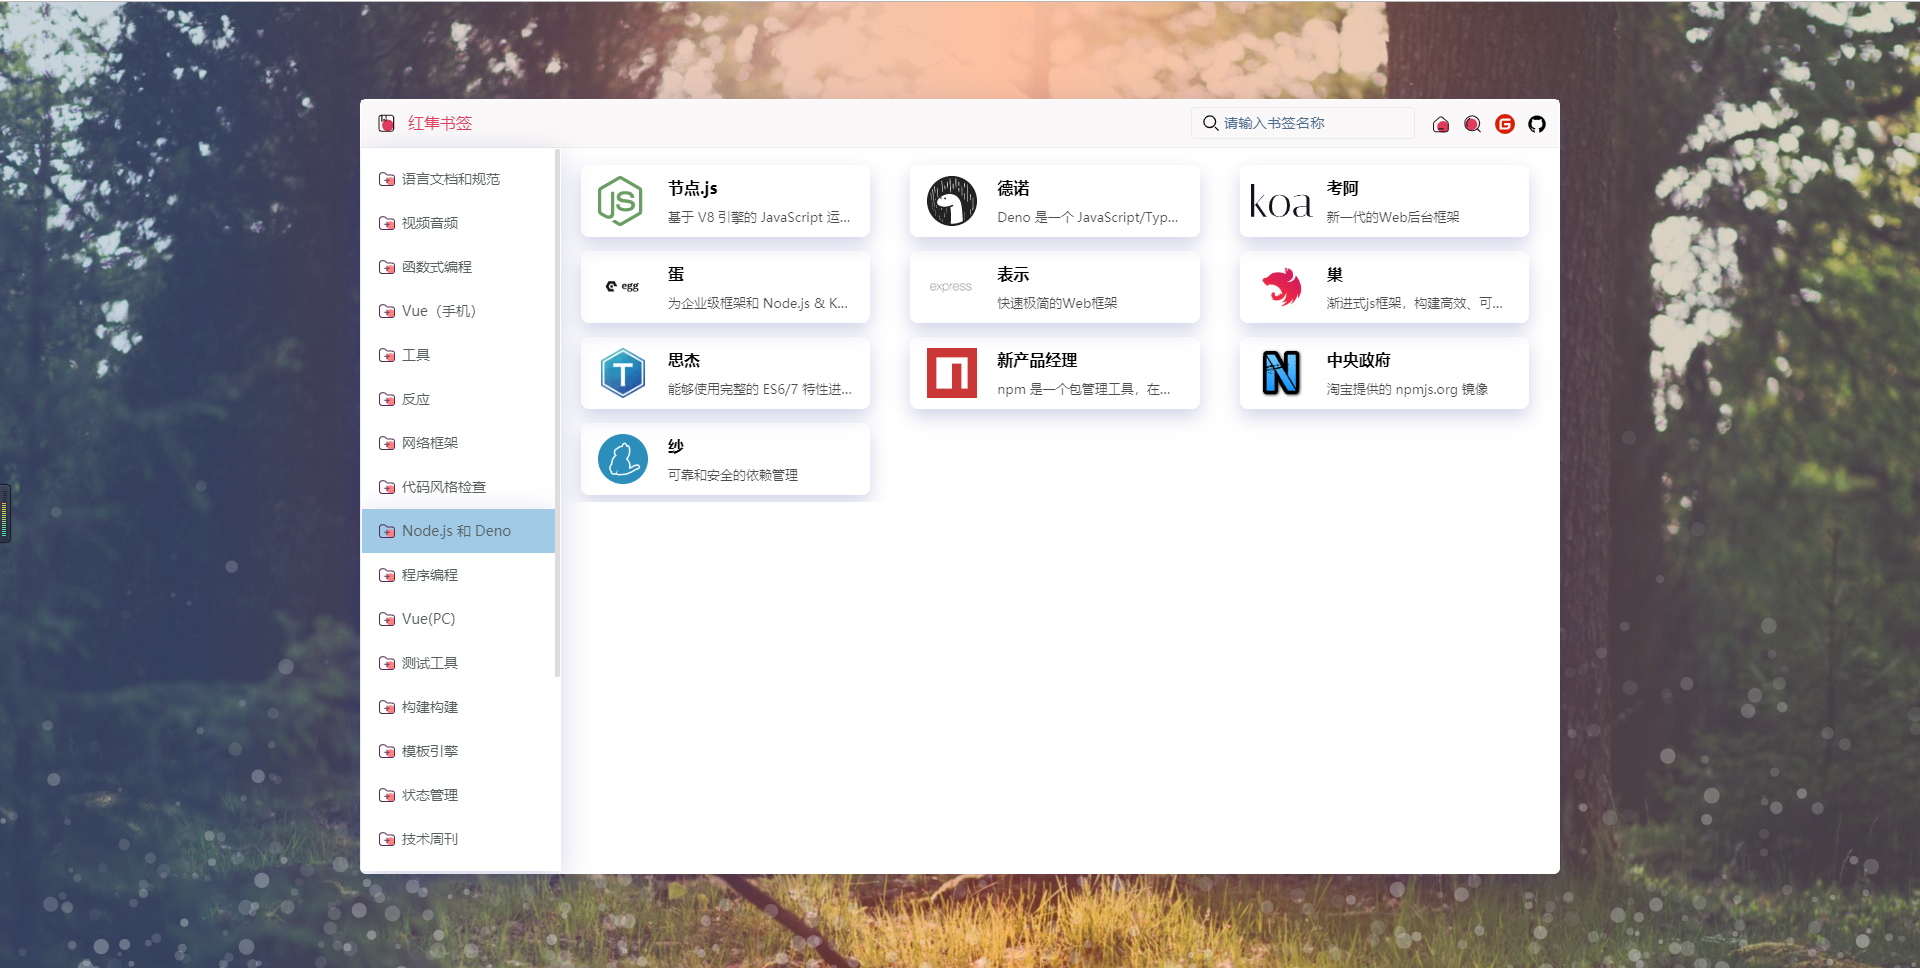 红隼书签
请输入书签名称
语言文档和规范
视频音频
函数式编程
Vue（手机）
工具
反应
网络框架
代码风格检查
Node.js 和 Deno
程序编程
Vue(PC)
测试工具
构建构建
模板引擎
状态管理
技术周刊
JS
节点.js
基于 V8 引擎的 JavaScript 运...
德诺
Deno 是一个 JavaScript/Typ...
koa
考阿
新一代的Web后台框架
egg
蛋
为企业级框架和 Node.js & K...
express
表示
快速极简的Web框架
巢
渐进式js框架，构建高效、可...
T
思杰
能够使用完整的 ES6/7 特性进...
新产品经理
npm 是一个包管理工具，在...
N
中央政府
淘宝提供的 npmjs.org 镜像
纱
可靠和安全的依赖管理